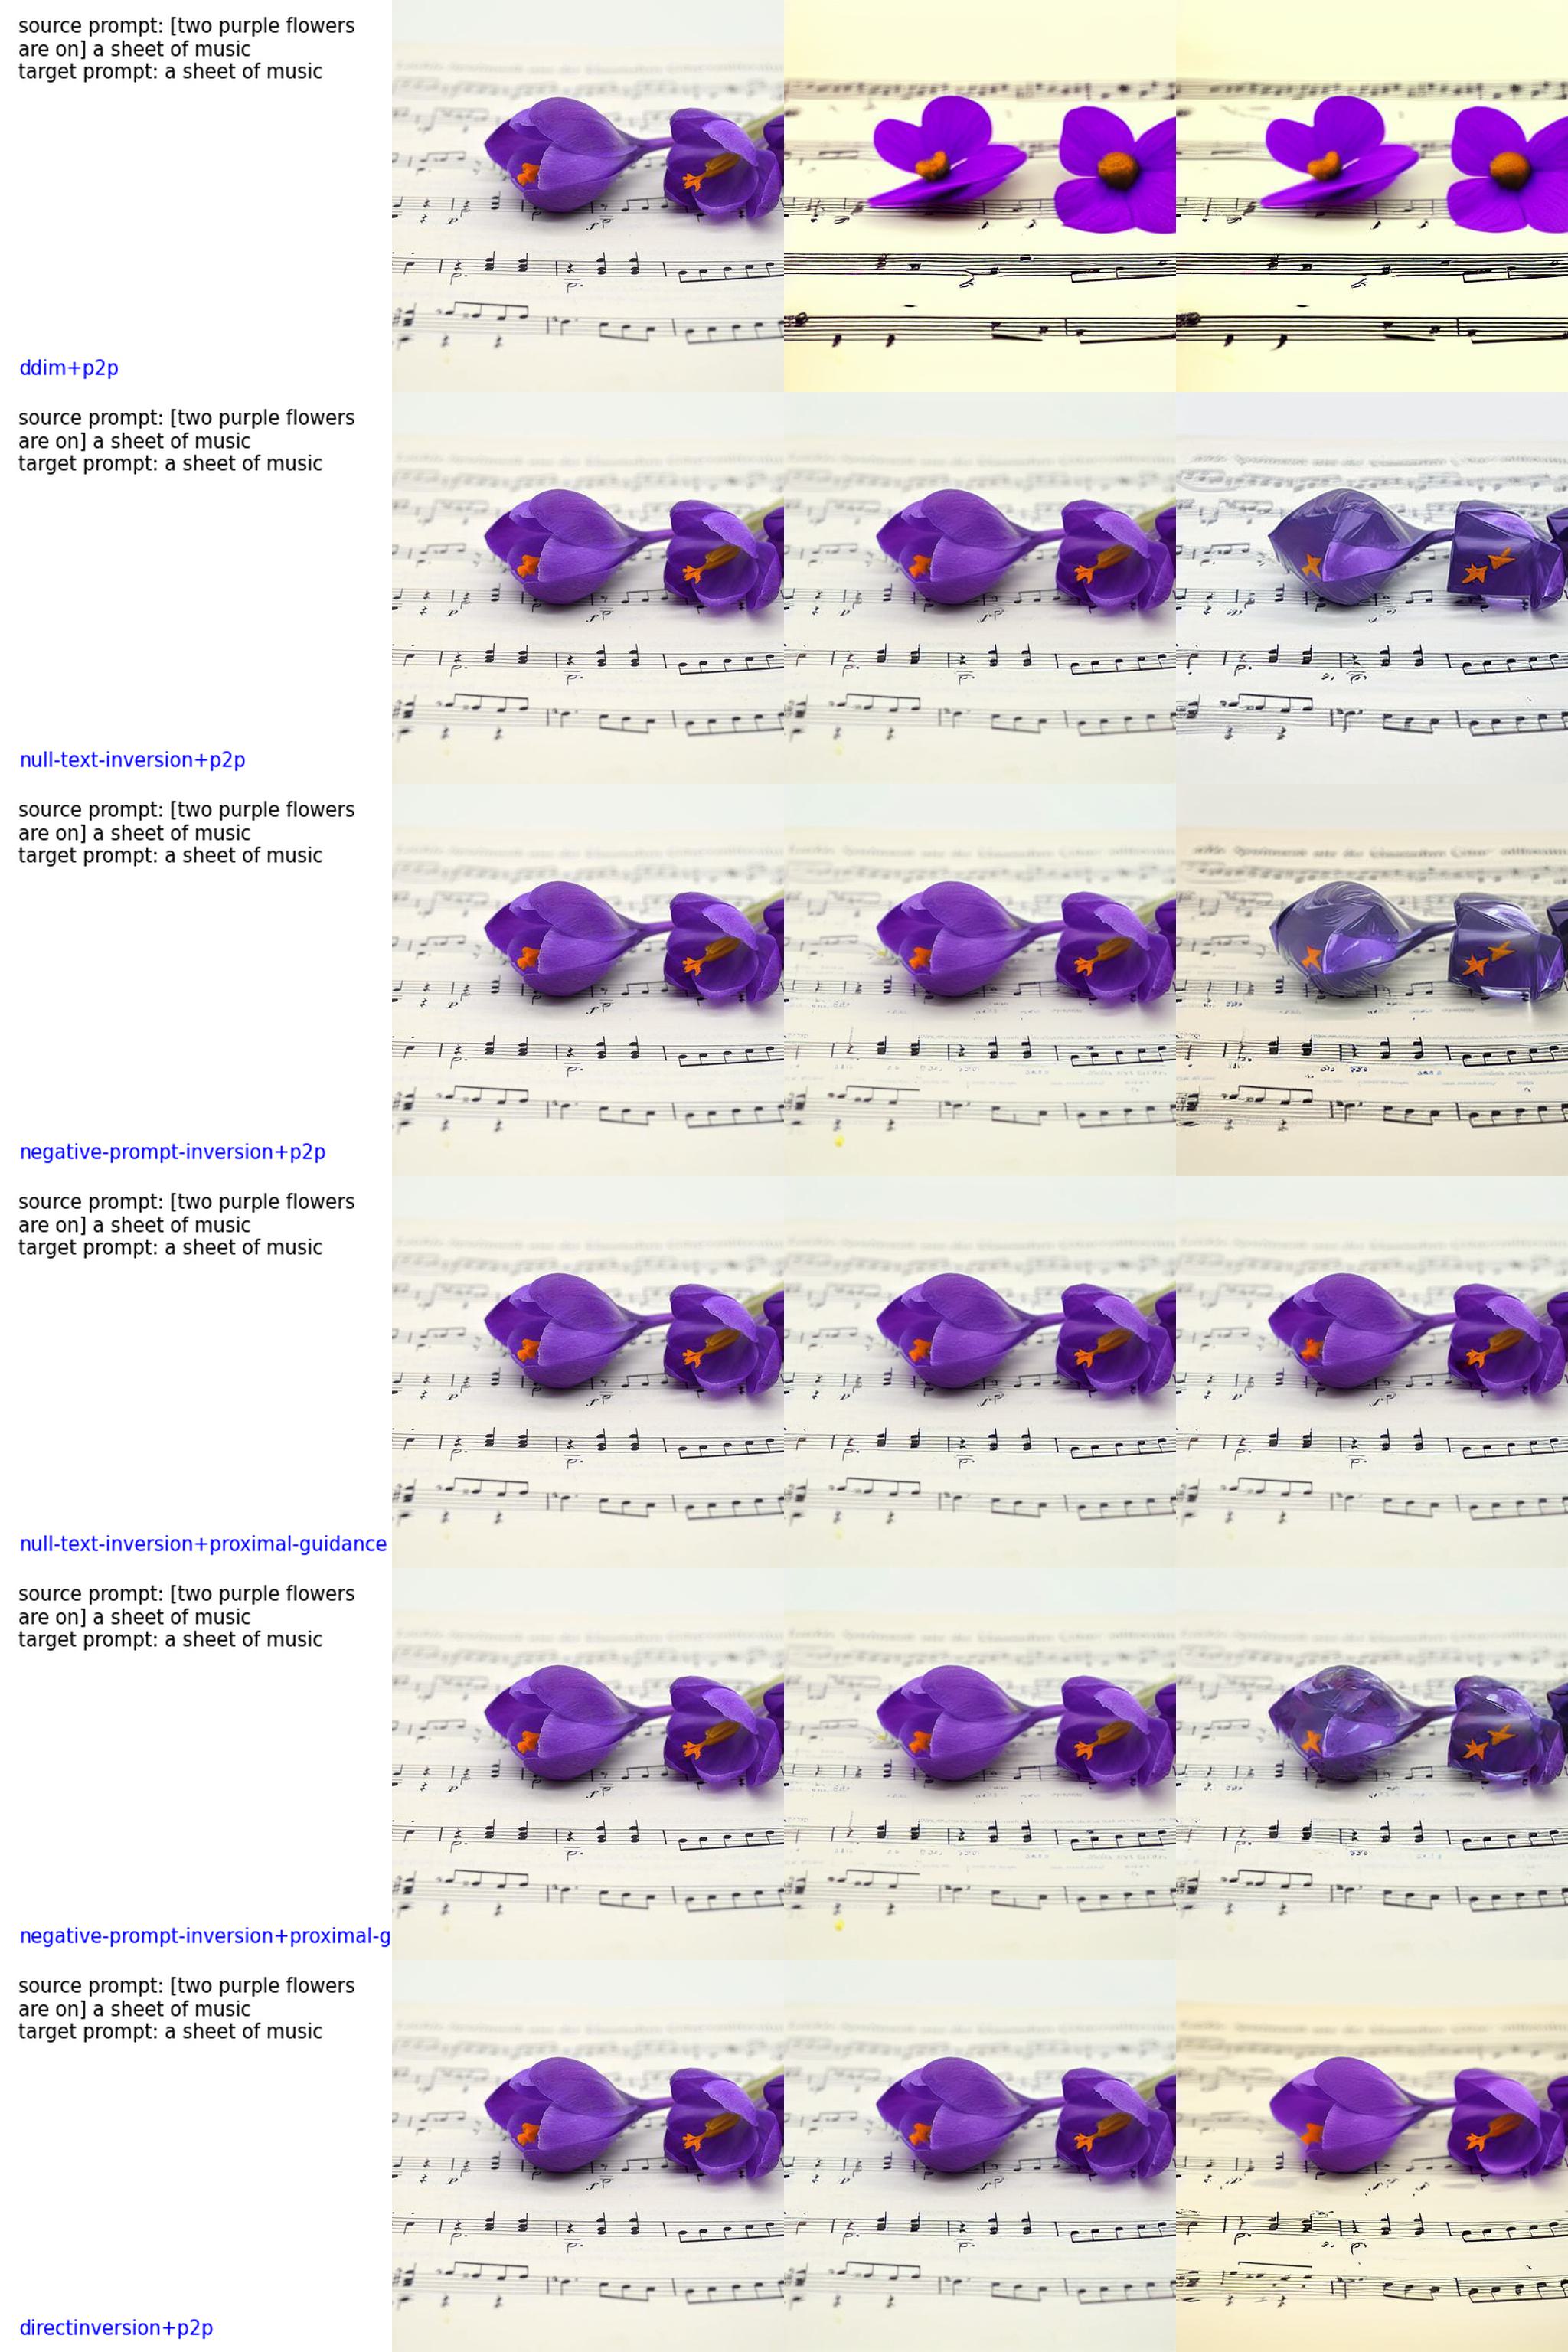 source prompt: [two purple flowers
are on] a sheet of music
target prompt: a sheet of music
ddim+p2p
source prompt: [two purple flowers
are on] a sheet of music
target prompt: a sheet of music
null-text-inversion+p2p
source prompt: [two purple flowers
are on] a sheet of music
target prompt: a sheet of music
negative-prompt-inversion+p2p
source prompt: [two purple flowers
are on] a sheet of music
target prompt: a sheet of music
null-text-inversion+proximal-guidance
source prompt: [two purple flowers
are on] a sheet of music
target prompt: a sheet of music
negative-prompt-inversion+proximal-g
source prompt: [two purple flowers
are on] a sheet of music
target prompt: a sheet of music
directinversion+p2p